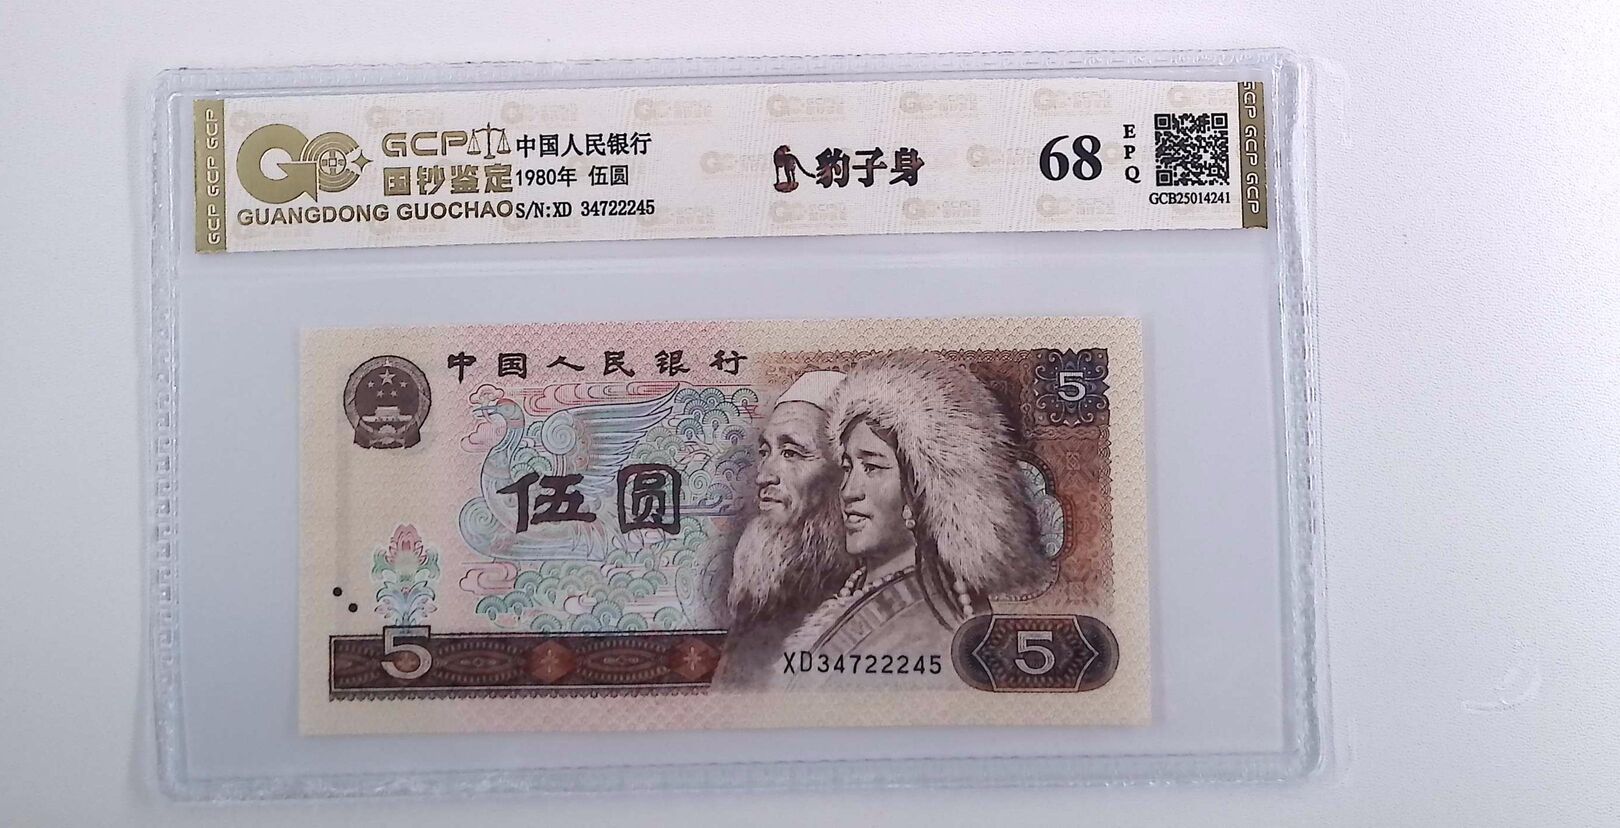 GCP GCP GCP
GCP 中国人民银行
国钞鉴定 1980年 伍圆
GUANGDONG GUOCHAO S/N:XD 34722245
豹子身
68
E
P
Q
GCB25014241
GCP GCP GCP
中国人民银行
5
伍圆
5
XD34722245
5